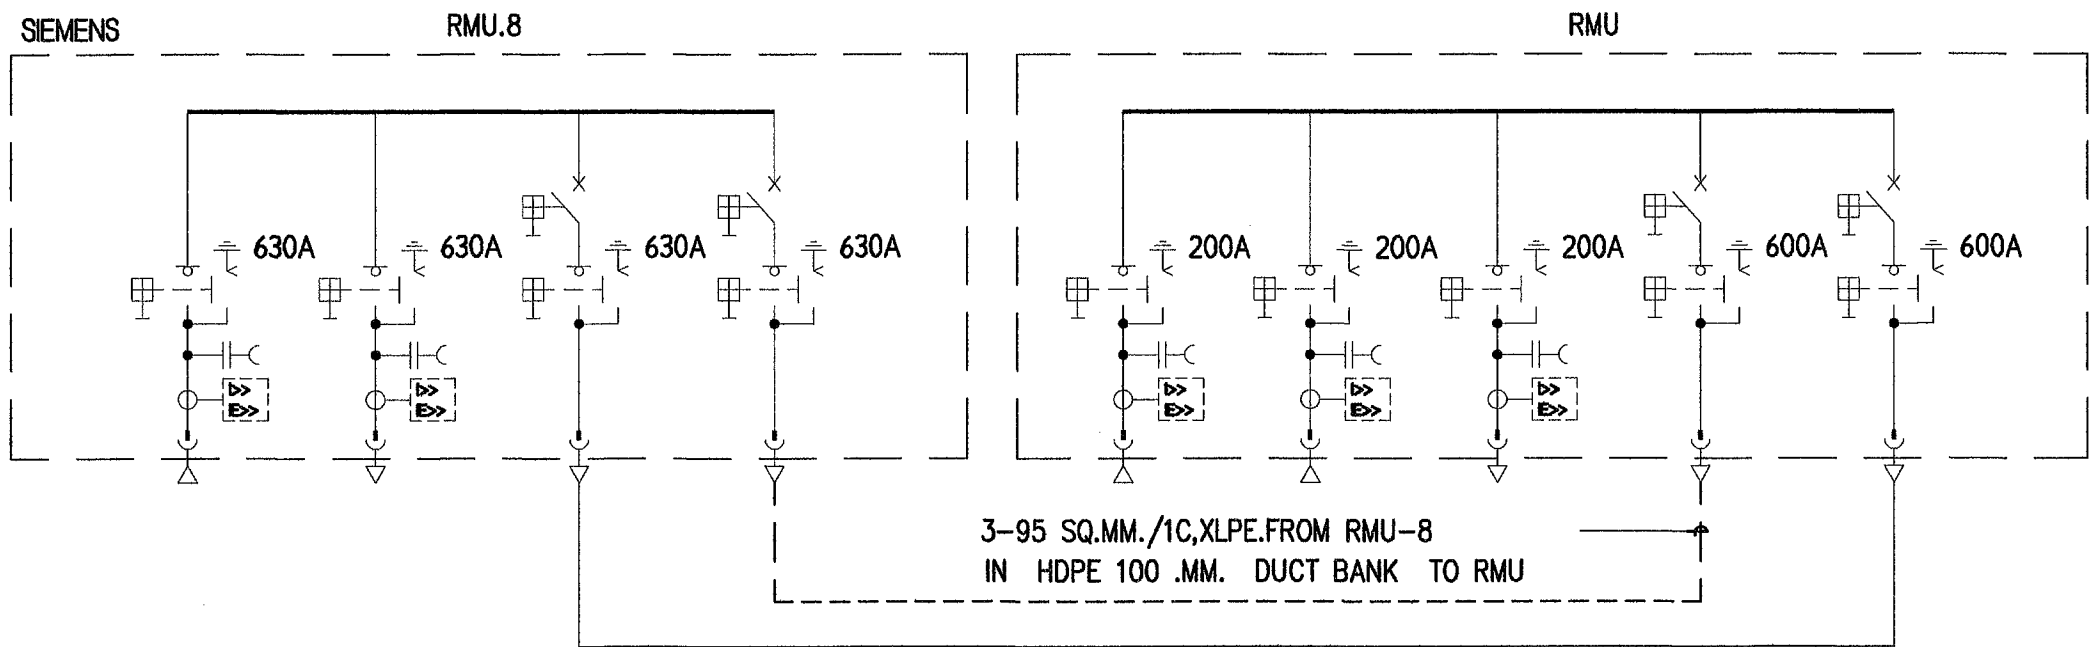 SIEMENS
RMU.8
RMU
630A
630A
630A
630A
200A
200A
200A
600A
600A
I>>
E>>
I>>
E>>
I>>
E>>
I>>
E>>
I>>
E>>
3-95 SQ.MM./1C,XLPE.FROM RMU-8
IN HDPE 100 .MM. DUCT BANK TO RMU